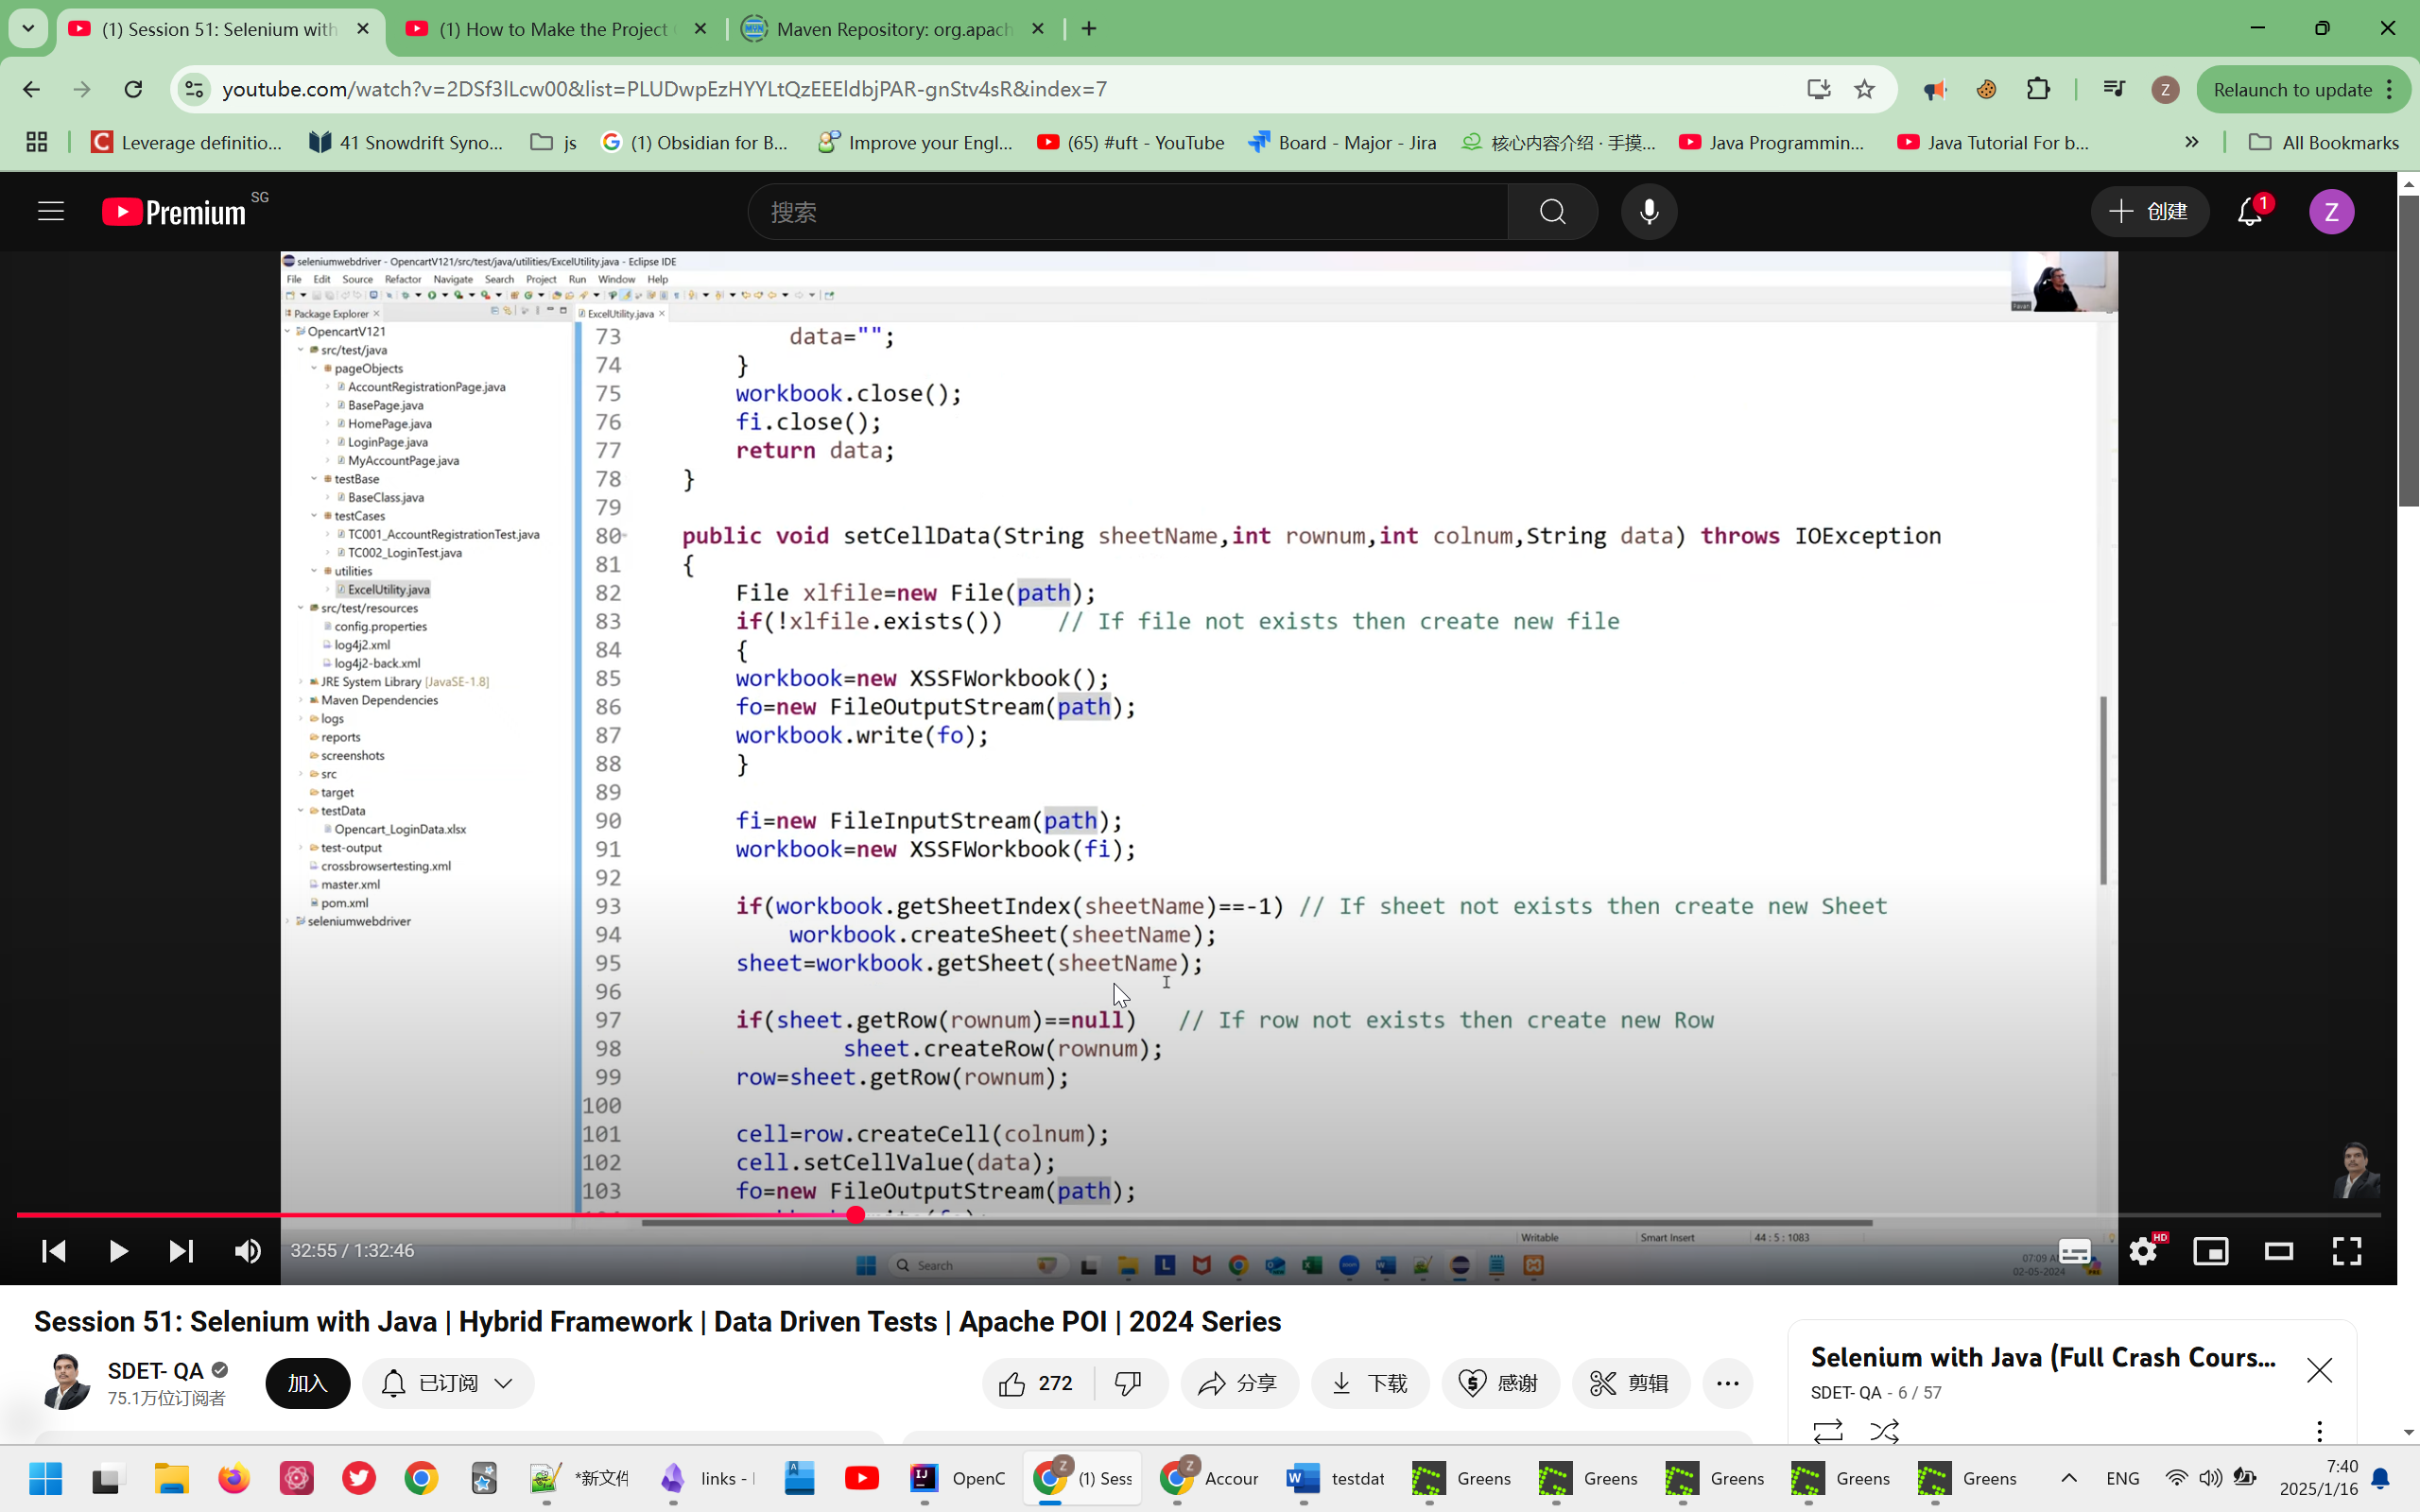 (1) Session 51: Selenium with
(1) How to Make the Project
Maven Repository: org.apach
youtube.com/watch?v=2DSf3lLcw00&list=PLUDwpEzHYYLtQzEEEldbjPAR-gnStv4sR&index=7
Z
Relaunch to update
Leverage definitio...
41 Snowdrift Syno...
js
(1) Obsidian for B...
Improve your Engl...
(65) #uft - YouTube
Board - Major - Jira
核心内容介绍 · 手摸...
Java Programmin...
Java Tutorial For b...
All Bookmarks
Premium SG
搜索
创建
1
Z
seleniumwebdriver - OpencartV121/src/test/java/utilities/ExcelUtility.java - Eclipse IDE
File Edit Source Refactor Navigate Search Project Run Window Help
Package Explorer
OpencartV121
src/test/java
pageObjects
AccountRegistrationPage.java
BasePage.java
HomePage.java
LoginPage.java
MyAccountPage.java
testBase
BaseClass.java
testCases
TC001_AccountRegistrationTest.java
TC002_LoginTest.java
utilities
ExcelUtility.java
src/test/resources
config.properties
log4j2.xml
log4j2-back.xml
JRE System Library [JavaSE-1.8]
Maven Dependencies
logs
reports
screenshots
src
target
testData
Opencart_LoginData.xlsx
test-output
crossbrowsertesting.xml
master.xml
pom.xml
seleniumwebdriver
ExcelUtility.java
73 data="";
74 }
75 workbook.close();
76 fi.close();
77 return data;
78 }
79
80 public void setCellData(String sheetName,int rownum,int colnum,String data) throws IOException
81 {
82 File xlfile=new File(path);
83 if(!xlfile.exists()) // If file not exists then create new file
84 {
85 workbook=new XSSFWorkbook();
86 fo=new FileOutputStream(path);
87 workbook.write(fo);
88 }
89
90 fi=new FileInputStream(path);
91 workbook=new XSSFWorkbook(fi);
92
93 if(workbook.getSheetIndex(sheetName)==-1) // If sheet not exists then create new Sheet
94 workbook.createSheet(sheetName);
95 sheet=workbook.getSheet(sheetName);
96
97 if(sheet.getRow(rownum)==null) // If row not exists then create new Row
98 sheet.createRow(rownum);
99 row=sheet.getRow(rownum);
100
101 cell=row.createCell(colnum);
102 cell.setCellValue(data);
103 fo=new FileOutputStream(path);
Writable Smart Insert 44 : 5 : 1083
Search
02-05-2024
32:55 / 1:32:46
HD
Session 51: Selenium with Java | Hybrid Framework | Data Driven Tests | Apache POI | 2024 Series
SDET- QA
75.1万位订阅者
加入
已订阅
272
分享
下载
感谢
剪辑
Selenium with Java (Full Crash Cours...
SDET- QA - 6 / 57
*新文件
links -
OpenC
(1) Sess
Accour
testdat
Greens
Greens
Greens
Greens
Greens
ENG
7:40
2025/1/16